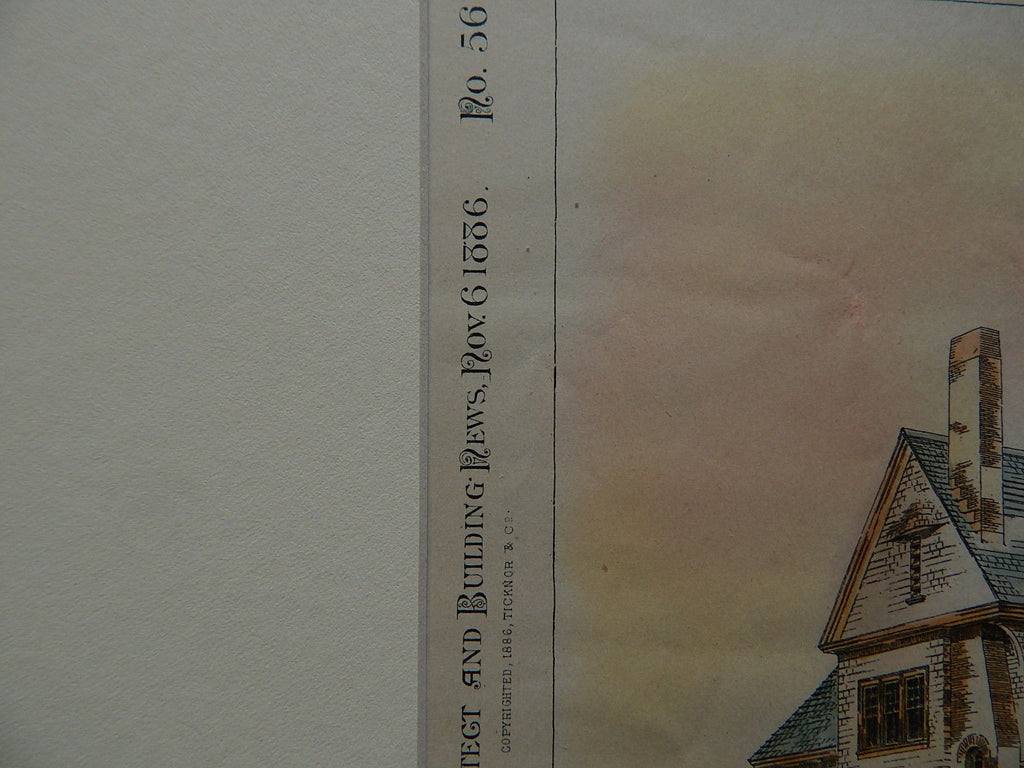 TECT AND BUILDING NEWS, NOV. 6 1886. No. 56
COPYRIGHTED, 1886, TICKNOR & CO.